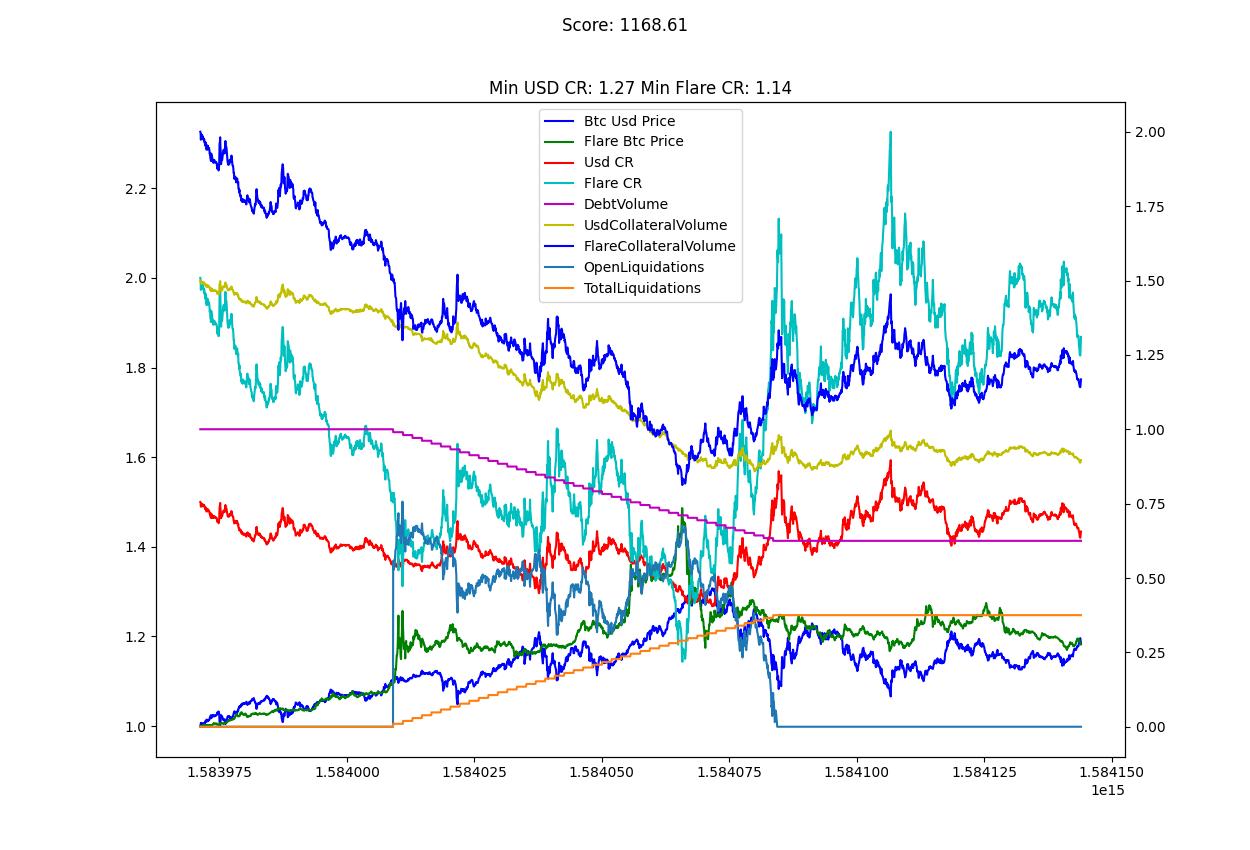 Score: 1168.61
Min USD CR: 1.27 Min Flare CR: 1.14
Btc Usd Price
Flare Btc Price
Usd CR
Flare CR
DebtVolume
UsdCollateralVolume
FlareCollateralVolume
OpenLiquidations
TotalLiquidations
2.2
2.0
1.8
1.6
1.4
1.2
1.0
2.00
1.75
1.50
1.25
1.00
0.75
0.50
0.25
0.00
1.583975 1.584000 1.584025 1.584050 1.584075 1.584100 1.584125 1.584150
1e15